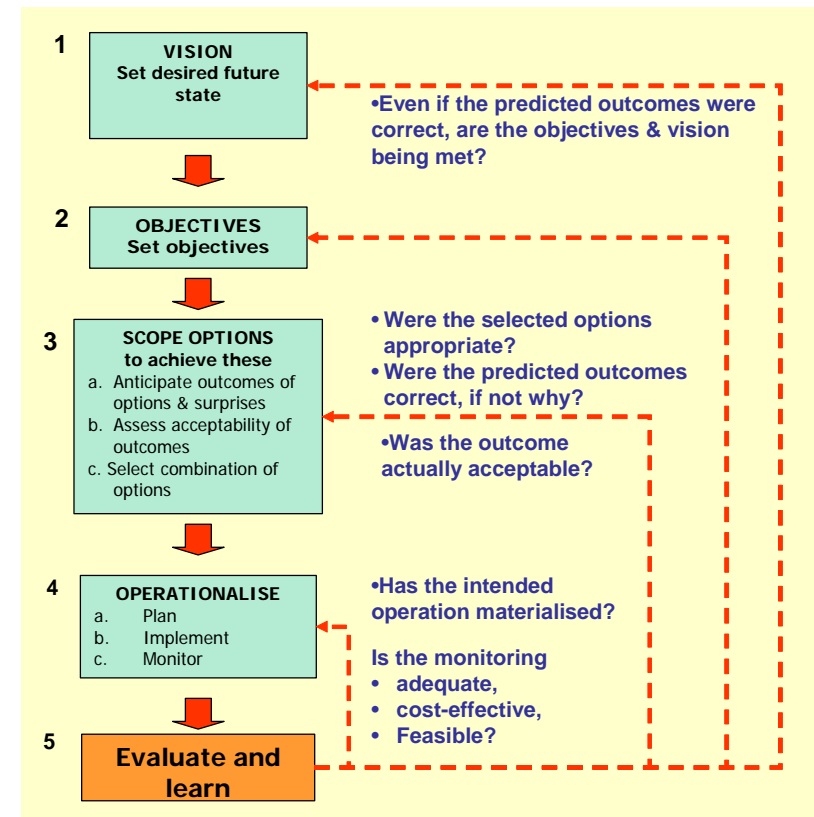 1
VISION
Set desired future
state
•Even if the predicted outcomes were
correct, are the objectives & vision
being met?
2
OBJECTIVES
Set objectives
3
SCOPE OPTIONS
to achieve these
a. Anticipate outcomes of
options & surprises
b. Assess acceptability of
outcomes
c. Select combination of
options
• Were the selected options
appropriate?
• Were the predicted outcomes
correct, if not why?
•Was the outcome
actually acceptable?
4
OPERATIONALISE
a. Plan
b. Implement
c. Monitor
•Has the intended
operation materialised?
Is the monitoring
• adequate,
• cost-effective,
• Feasible?
5
Evaluate and
learn